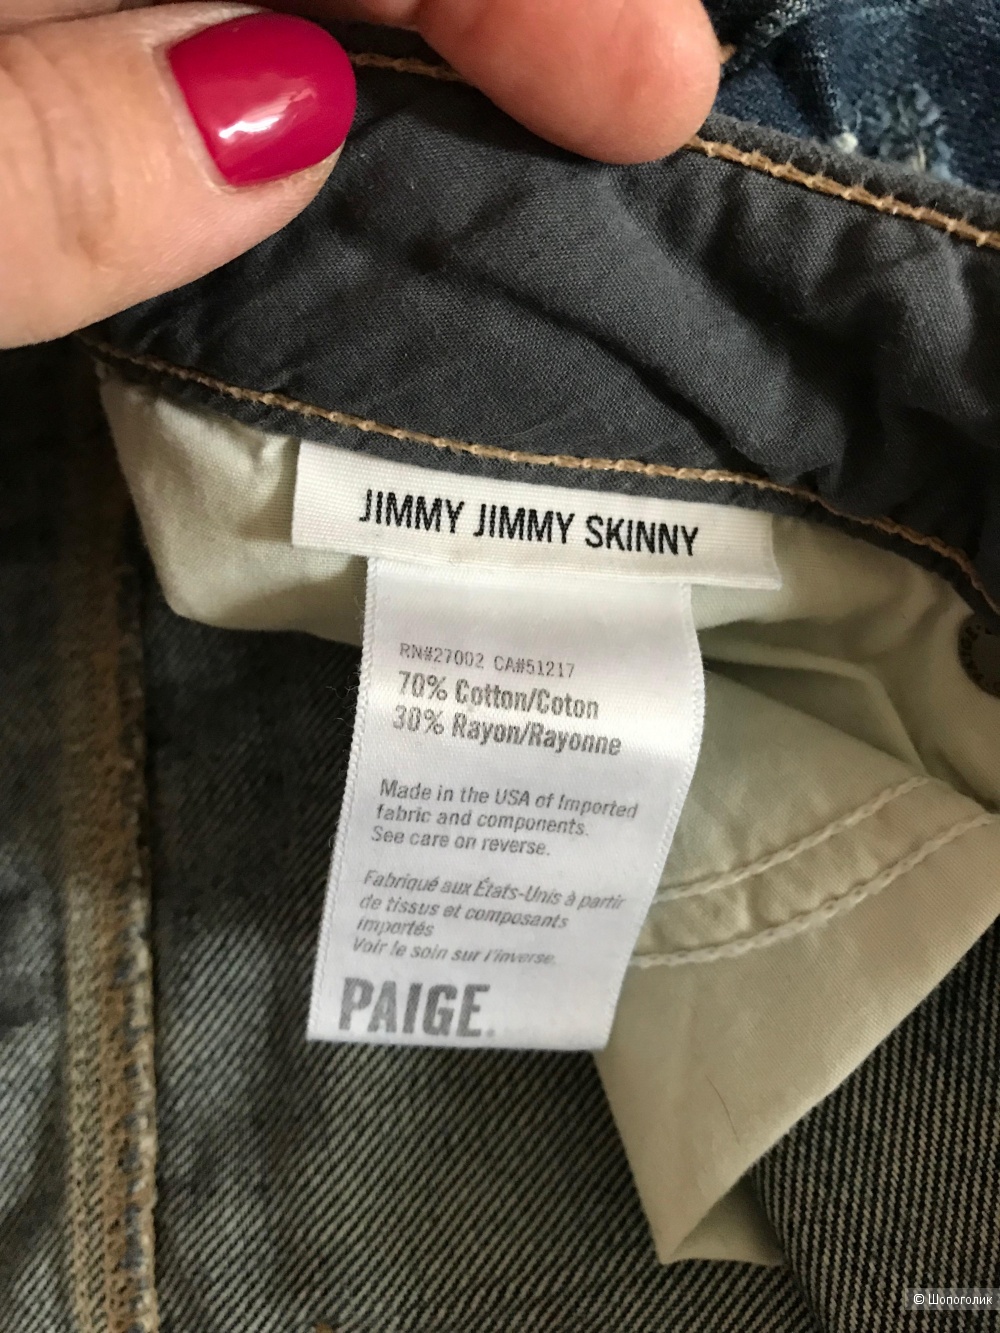 JIMMY JIMMY SKINNY
RN#27002 CA#51217
70% Cotton/Coton
30% Rayon/Rayonne
Made in the USA of Imported
fabric and components.
See care on reverse.
Fabriqué aux États-Unis à partir
de tissus et composants
importés
Voir le soin sur l'inverse.
PAIGE.
© Шопоголик